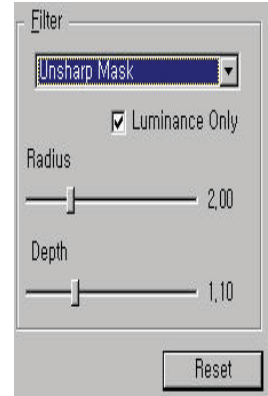 Filter
Unsharp Mask
Luminance Only
Radius
2,00
Depth
1,10
Reset